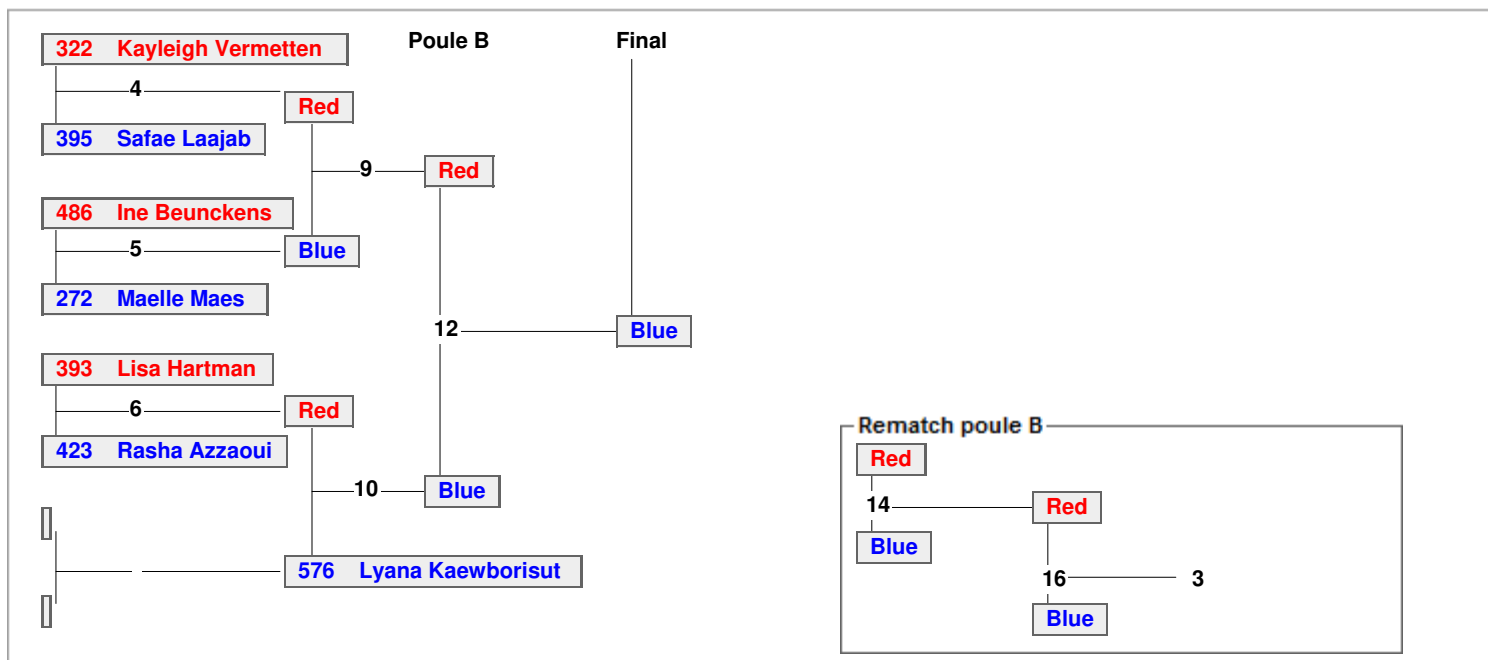 Poule B
Final
322 Kayleigh Vermetten
4
Red
395 Safae Laajab
9
Red
486 Ine Beunckens
5
Blue
272 Maelle Maes
12
Blue
393 Lisa Hartman
6
Red
423 Rasha Azzaoui
10
Blue
576 Lyana Kaewborisut
Rematch poule B
Red
14
Red
Blue
16
3
Blue